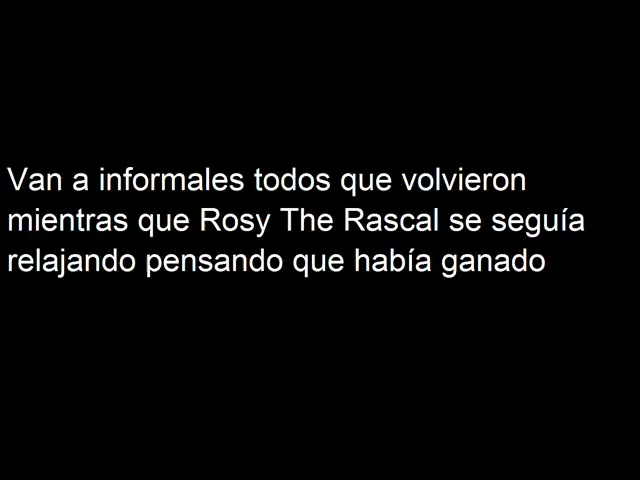 Van a informales todos que volvieron
mientras que Rosy The Rascal se seguía
relajando pensando que había ganado